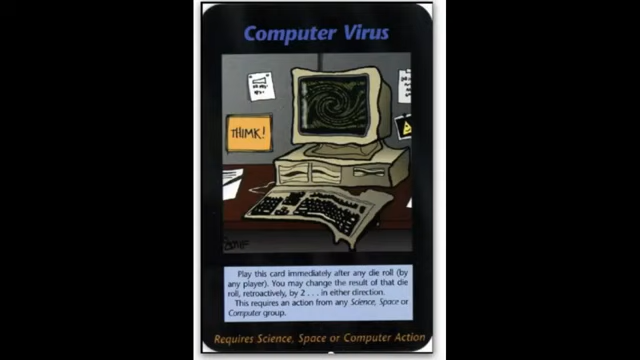 Computer Virus
THIMK!
Play this card immediately after any die roll (by
any player). You may change the result of that die
roll, retroactively, by 2 . . . in either direction.
This requires an action from any Science, Space or
Computer group.
Requires Science, Space or Computer Action